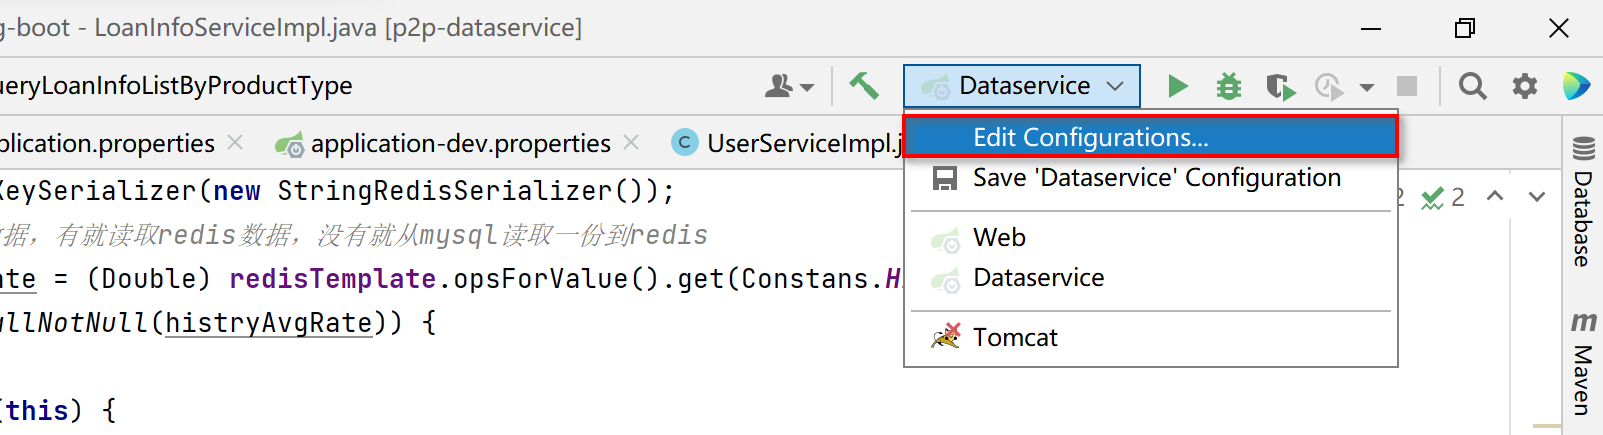 g-boot - LoanInfoServiceImpl.java [p2p-dataservice]
ueryLoanInfoListByProductType
Dataservice
plication.properties
application-dev.properties
C UserServiceImpl.j
Edit Configurations...
Save 'Dataservice' Configuration
Web
Dataservice
Tomcat
KeySerializer(new StringRedisSerializer());
据，有就读取redis数据，没有就从mysql读取一份到redis
ate = (Double) redisTemplate.opsForValue().get(Constans.H
ullNotNull(histryAvgRate)) {
(this) {
2 2
Database
m Maven